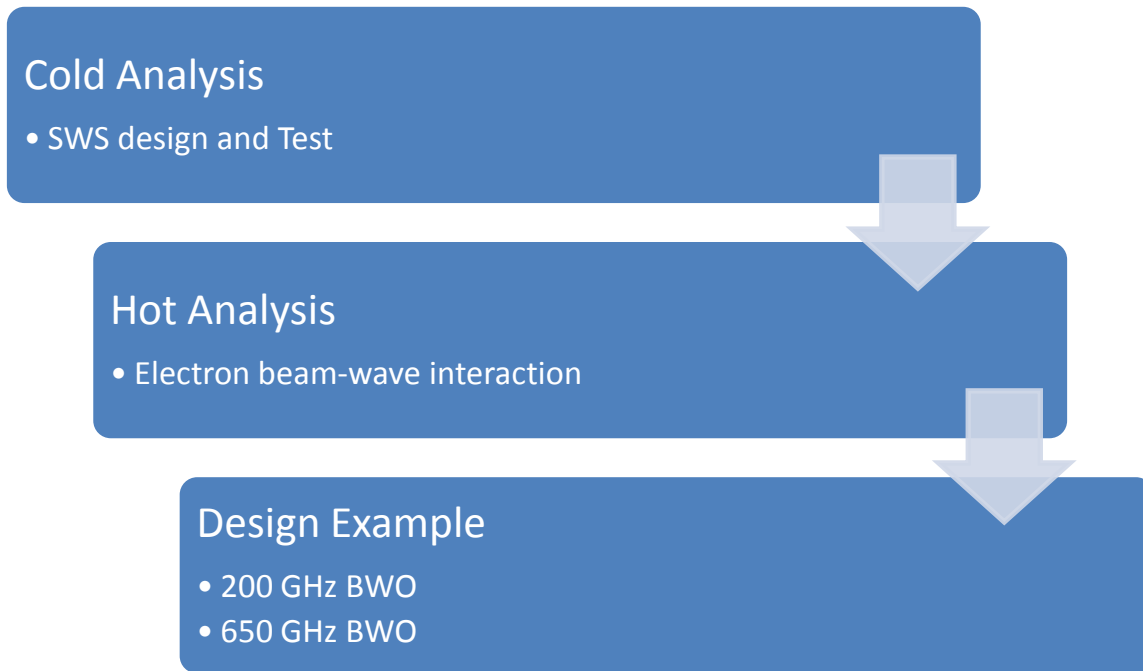 Cold Analysis
• SWS design and Test
Hot Analysis
• Electron beam-wave interaction
Design Example
• 200 GHz BWO
• 650 GHz BWO